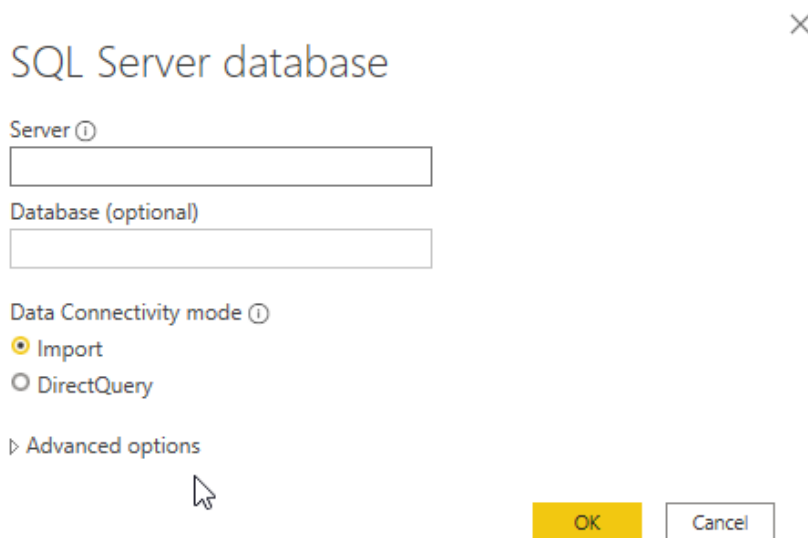 SQL Server database
Server
Database (optional)
Data Connectivity mode
Import
DirectQuery
Advanced options
OK
Cancel